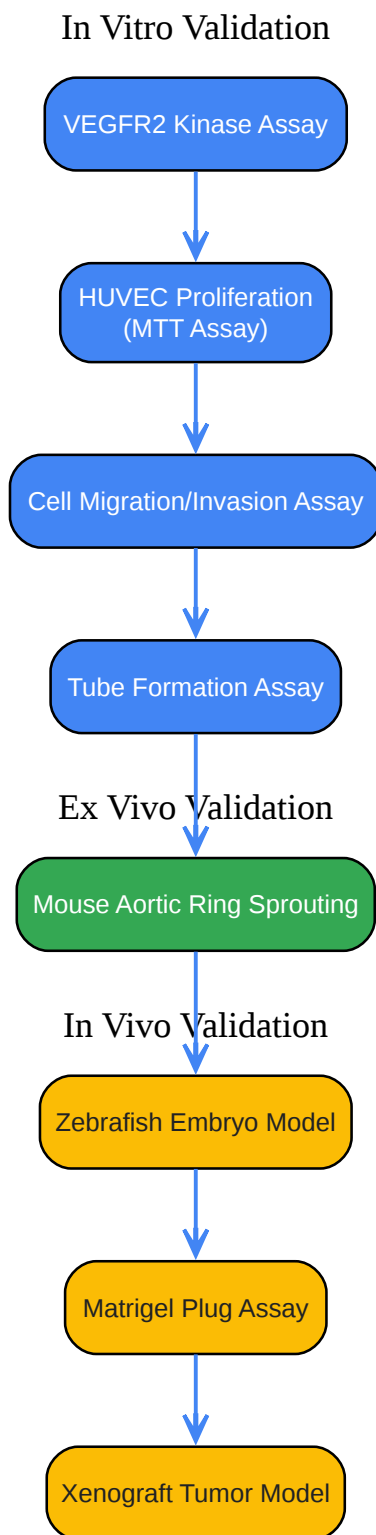 In Vitro Validation
VEGFR2 Kinase Assay
HUVEC Proliferation
(MTT Assay)
Cell Migration/Invasion Assay
Tube Formation Assay
Ex Vivo Validation
Mouse Aortic Ring Sprouting
In Vivo Validation
Zebrafish Embryo Model
Matrigel Plug Assay
Xenograft Tumor Model